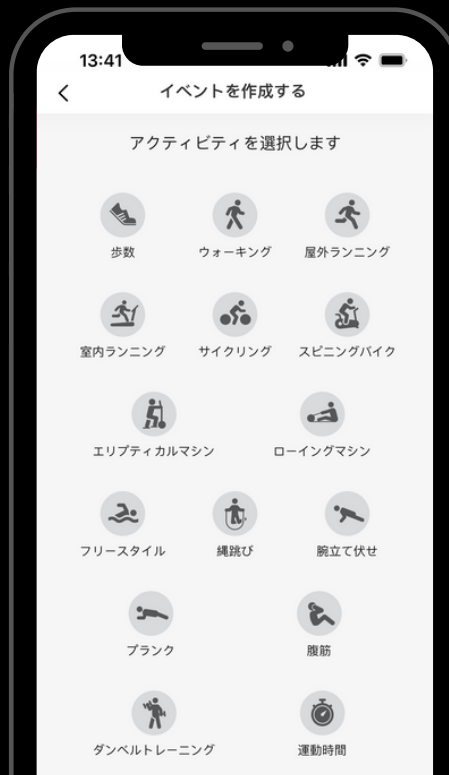 13:41
イベントを作成する
アクティビティを選択します
歩数 ウォーキング 屋外ランニング
室内ランニング サイクリング スピニングバイク
エリプティカルマシン ローイングマシン
フリースタイル 縄跳び 腕立て伏せ
プランク 腹筋
ダンベルトレーニング 運動時間